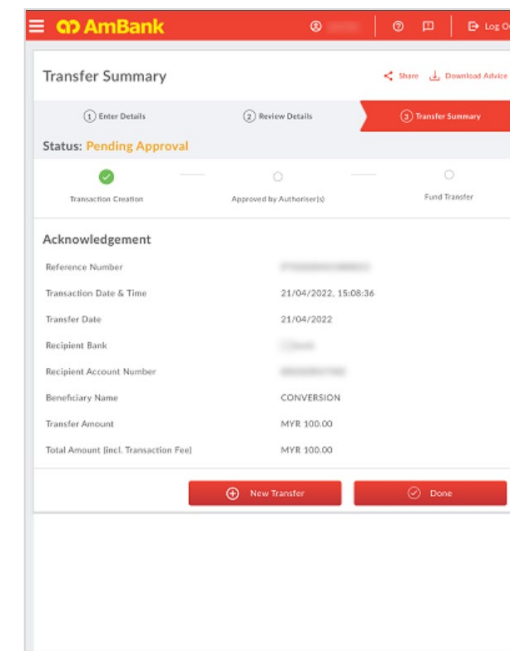 AmBank
Log O
Transfer Summary
Share
Download Advice
1 Enter Details
2 Review Details
3 Transfer Summary
Status: Pending Approval
Transaction Creation
Approved by Authoriser(s)
Fund Transfer
Acknowledgement
Reference Number
Transaction Date & Time 21/04/2022, 15:08:36
Transfer Date 21/04/2022
Recipient Bank
Recipient Account Number
Beneficiary Name CONVERSION
Transfer Amount MYR 100.00
Total Amount (incl. Transaction Fee) MYR 100.00
New Transfer
Done